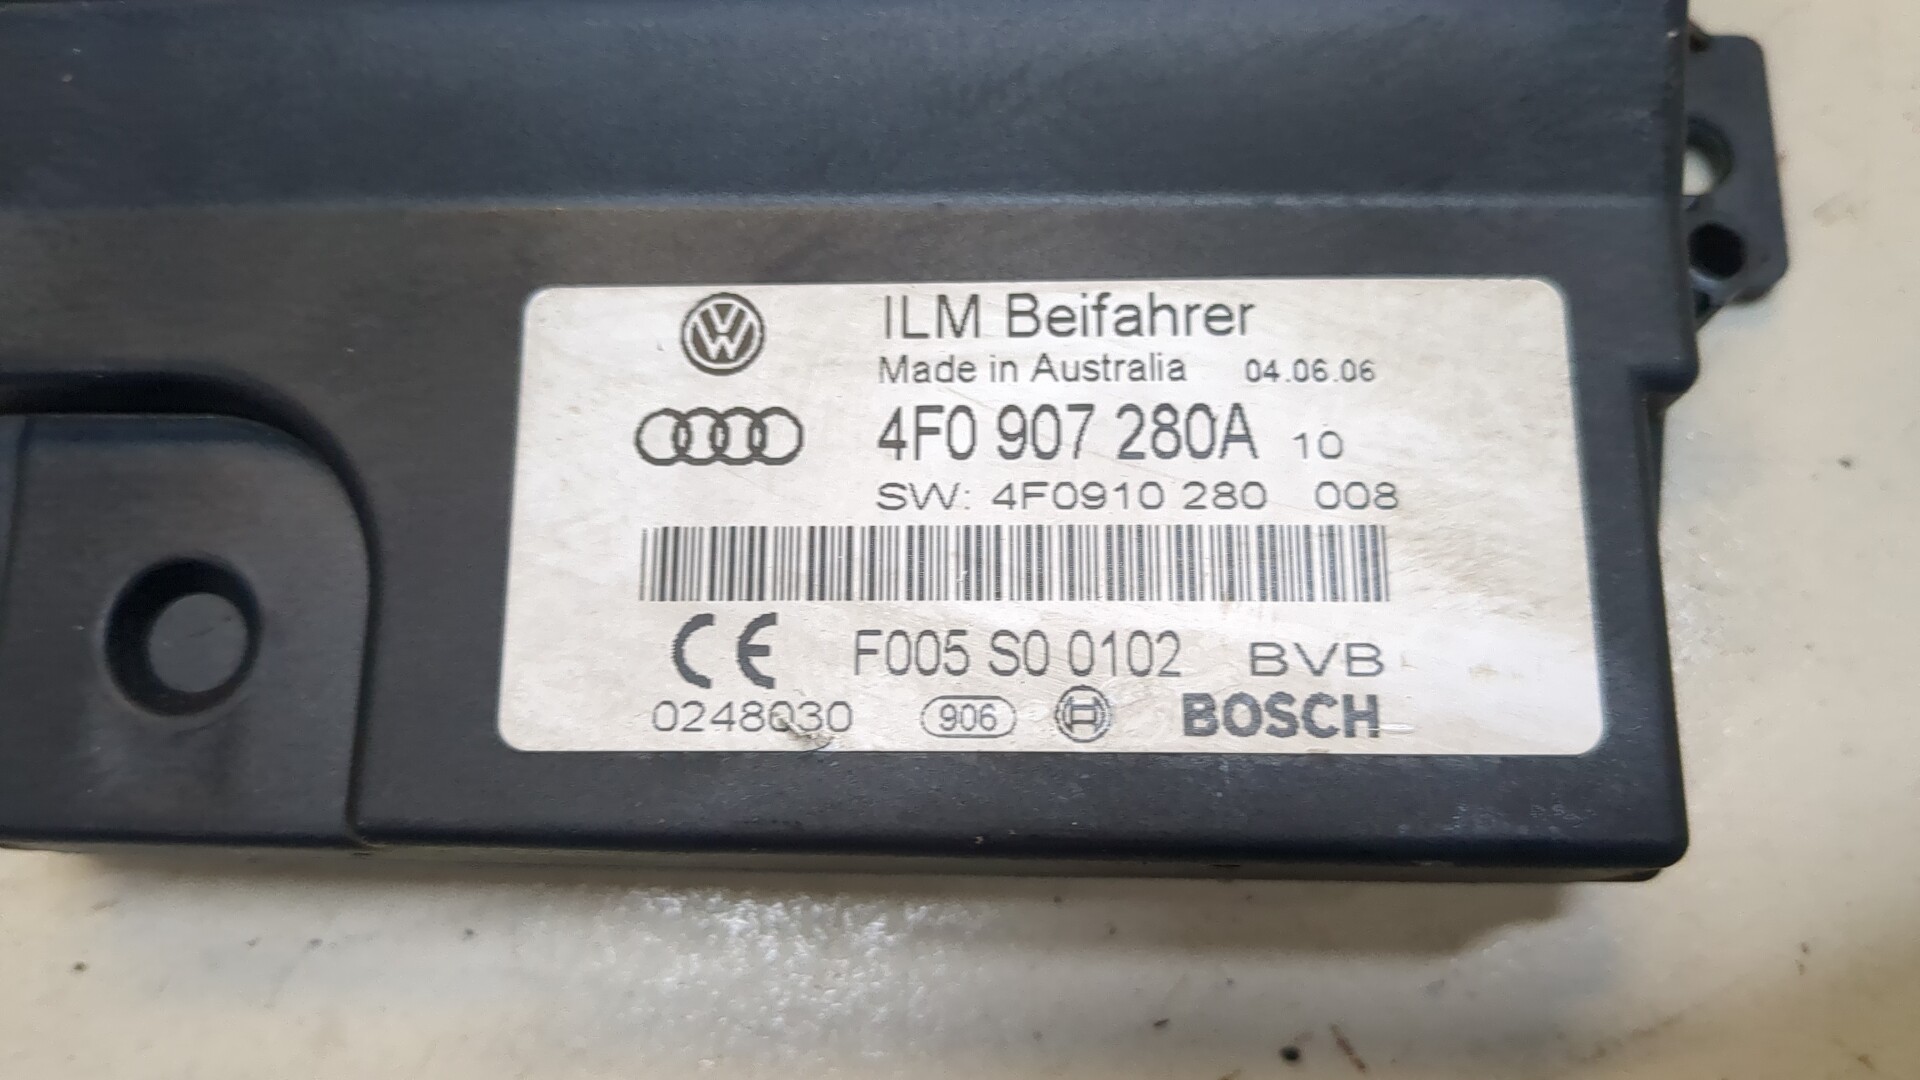 ILM Beifahrer
Made in Australia 04.06.06
4F0 907 280A 10
SW: 4F0910 280 008
CE F005 S0 0102 BVB
0248030 906 BOSCH